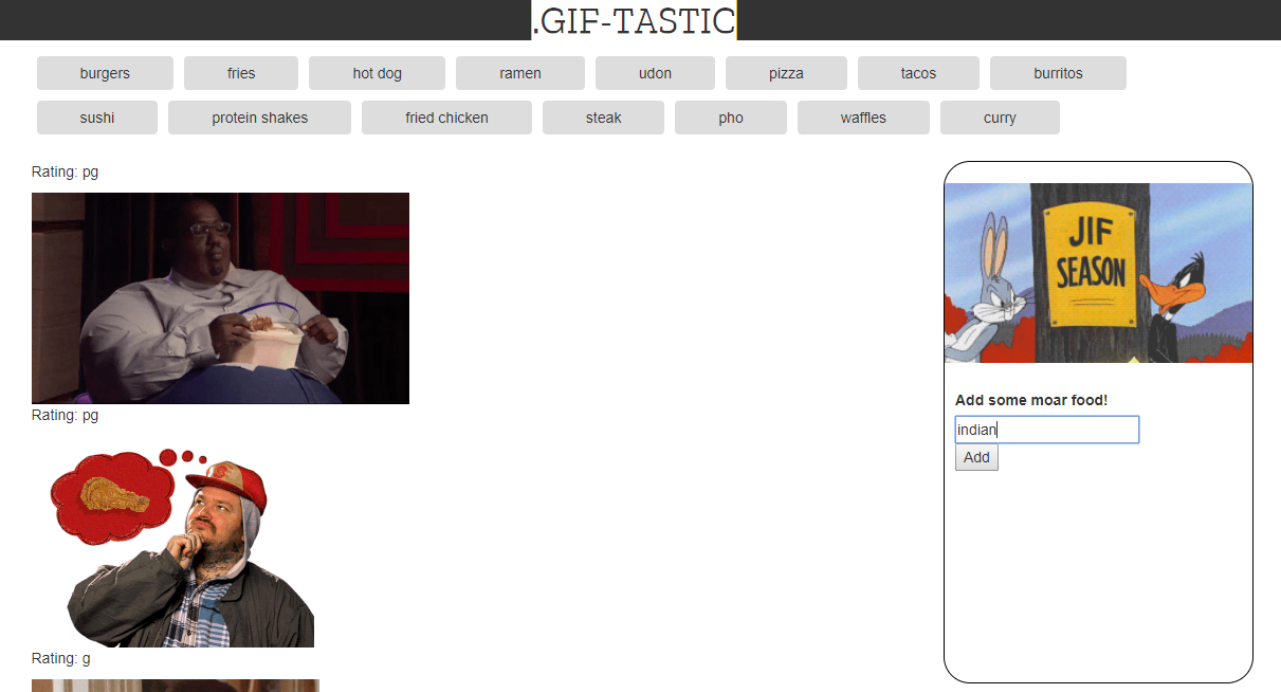 .GIF-TASTIC
burgers fries hot dog ramen udon pizza tacos burritos
sushi protein shakes fried chicken steak pho waffles curry
Rating: pg
JIF
SEASON
Rating: pg
Add some moar food!
indian
Add
Rating: g